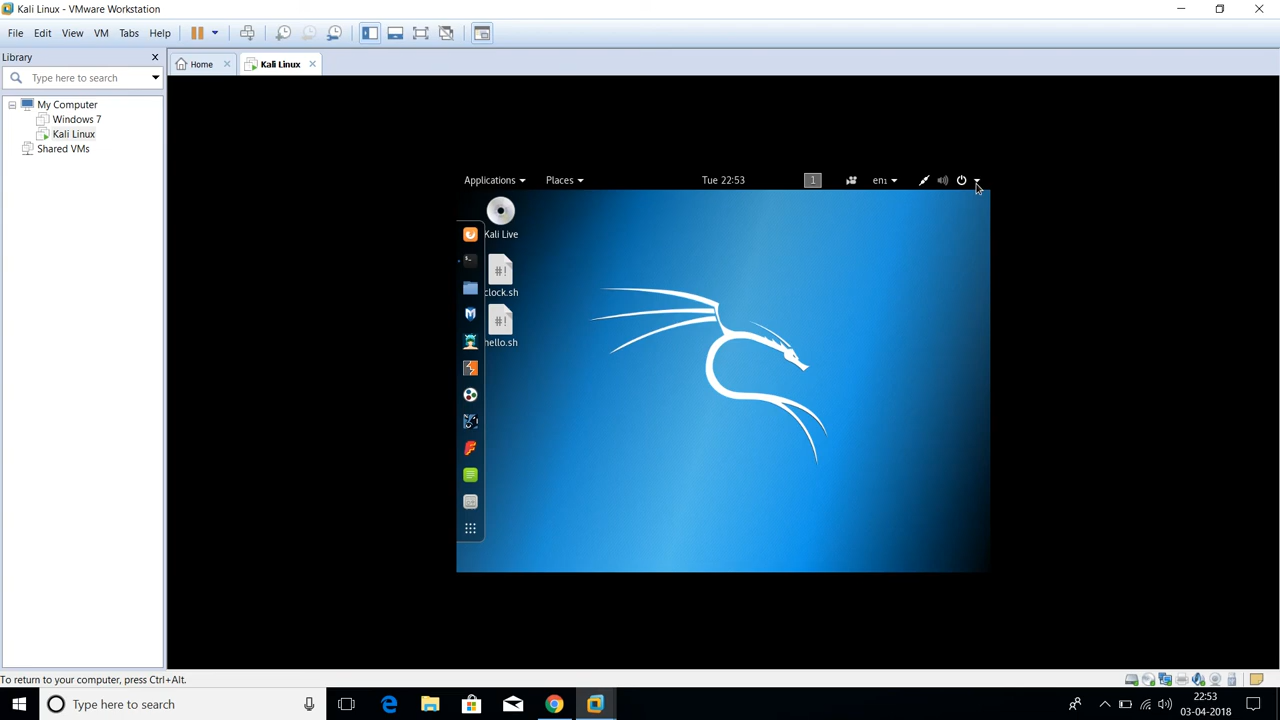 Kali Linux - VMware Workstation
File Edit View VM Tabs Help
Library
Type here to search
Home
Kali Linux
My Computer
Windows 7
Kali Linux
Shared VMs
Applications Places Tue 22:53 1 en₁
Kali Live
#!
clock.sh
#!
hello.sh
To return to your computer, press Ctrl+Alt.
Type here to search
22:53
03-04-2018